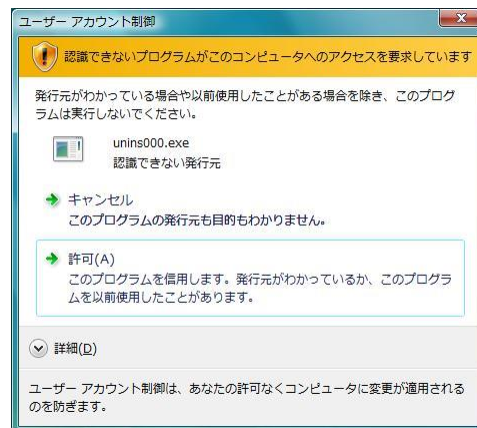 ユーザー アカウント制御
認識できないプログラムがこのコンピュータへのアクセスを要求しています
発行元がわかっている場合や以前使用したことがある場合を除き、このプログ
ラムは実行しないでください。
unins000.exe
認識できない発行元
キャンセル
このプログラムの発行元も目的もわかりません。
許可(A)
このプログラムを信用します。発行元がわかっているか、このプログラ
ムを以前使用したことがあります。
詳細(D)
ユーザー アカウント制御は、あなたの許可なくコンピュータに変更が適用される
のを防ぎます。